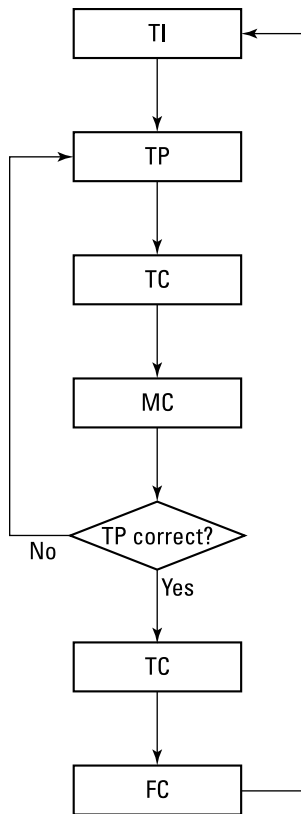 TI
TP
TC
MC
TP correct?
No
Yes
TC
FC